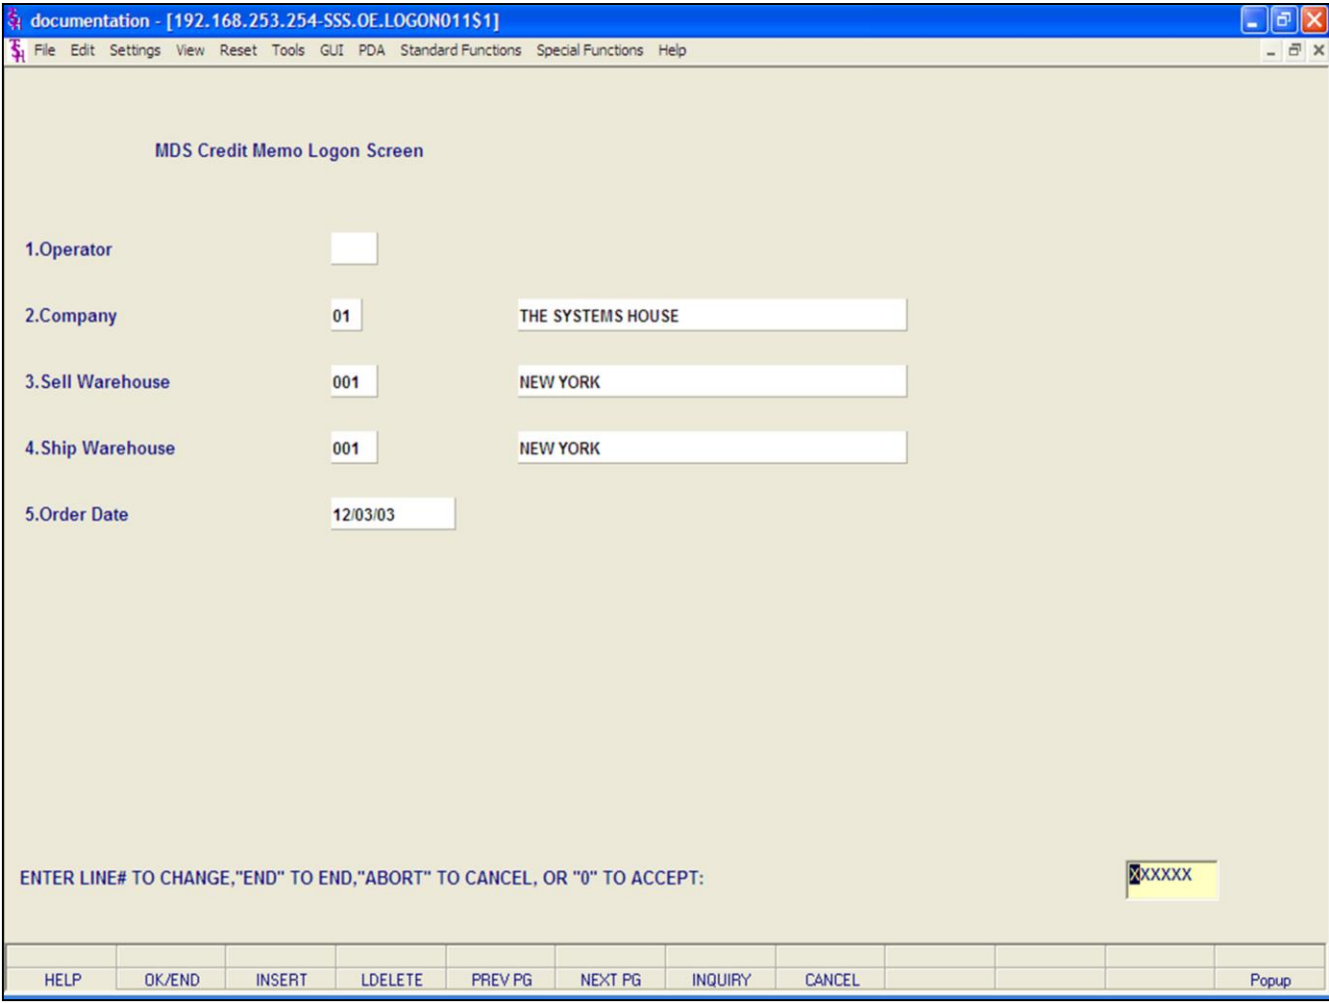 documentation - [192.168.253.254-SSS.OE.LOGON011$1]
File Edit Settings View Reset Tools GUI PDA Standard Functions Special Functions Help
MDS Credit Memo Logon Screen
1.Operator
2.Company 01 THE SYSTEMS HOUSE
3.Sell Warehouse 001 NEW YORK
4.Ship Warehouse 001 NEW YORK
5.Order Date 12/03/03
ENTER LINE# TO CHANGE,"END" TO END,"ABORT" TO CANCEL, OR "0" TO ACCEPT: XXXXXX
HELP OK/END INSERT LDELETE PREV PG NEXT PG INQUIRY CANCEL Popup